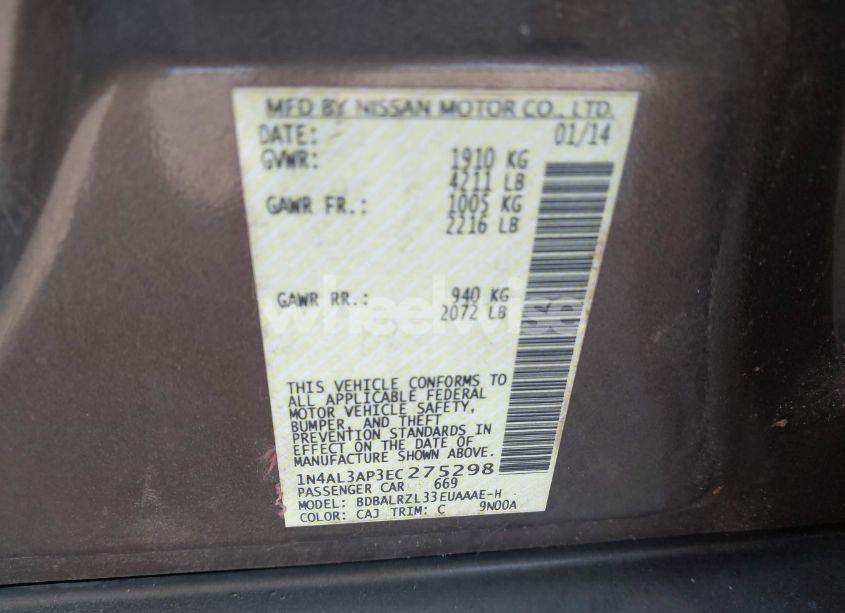 MFD BY NISSAN MOTOR CO., LTD.
DATE: 01/14
GVWR: 1910 KG
4211 LB
GAWR FR.: 1005 KG
2216 LB
GAWR RR.: 940 KG
2072 LB
wheelwise
THIS VEHICLE CONFORMS TO
ALL APPLICABLE FEDERAL
MOTOR VEHICLE SAFETY,
BUMPER, AND THEFT
PREVENTION STANDARDS IN
EFFECT ON THE DATE OF
MANUFACTURE SHOWN ABOVE.
1N4AL3AP3EC275298
PASSENGER CAR 669
MODEL: BDBALRZL33EUAAAE-H
COLOR: CAJ TRIM: C 9N00A